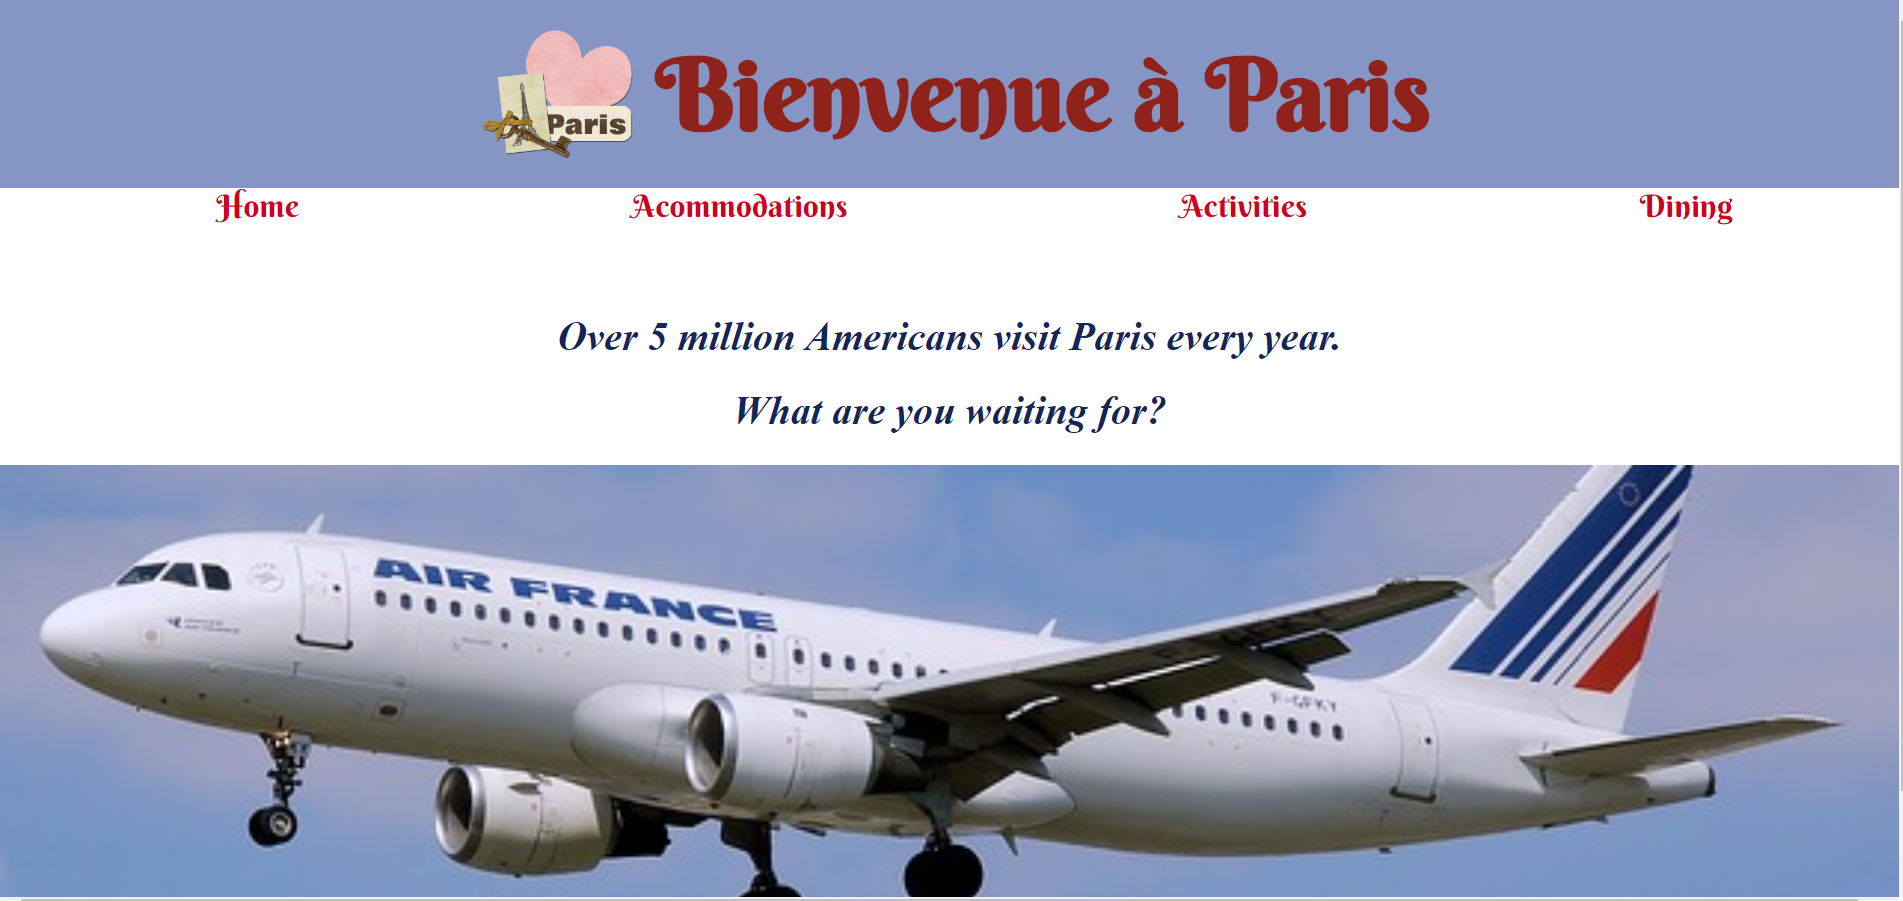 Paris
Bienvenue à Paris
Home Acommodations Activities Dining
Over 5 million Americans visit Paris every year.
What are you waiting for?
AIR FRANCE
F-GFKY